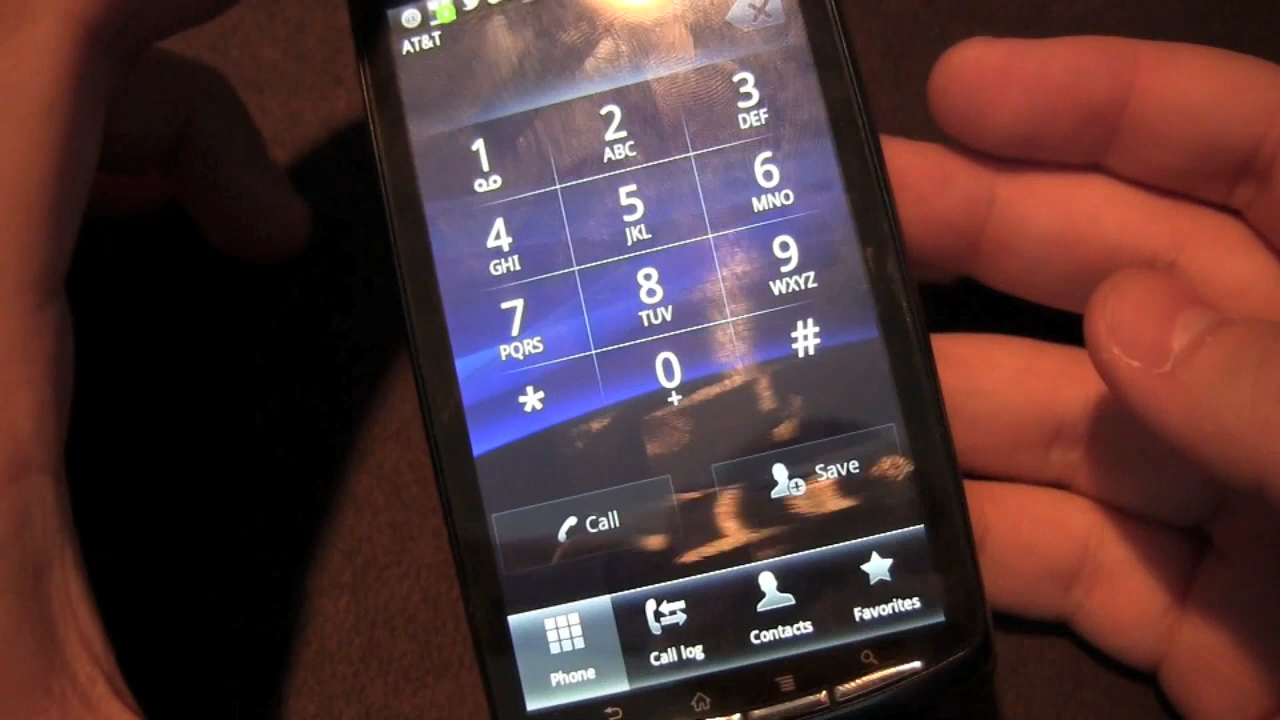 AT&T
1
2
ABC
3
DEF
4
GHI
5
JKL
6
MNO
7
PQRS
8
TUV
9
WXYZ
*
0
+
#
Call
Save
Phone
Call log
Contacts
Favorites